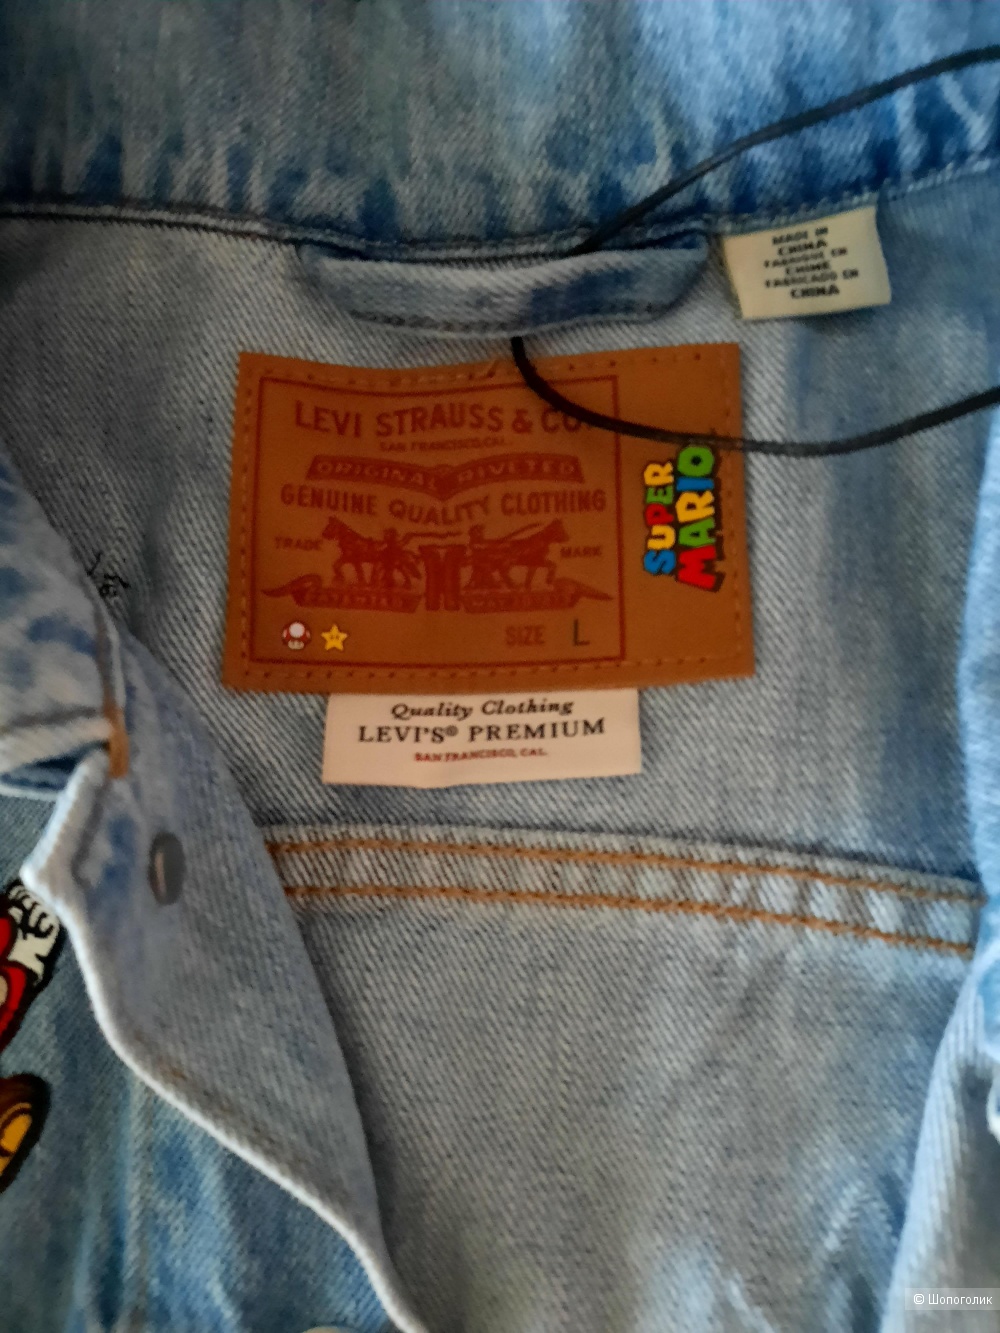 MADE IN
CHINA
FABRIQUÉ EN
CHINE
FABRICADO EN
CHINA
LEVI STRAUSS & CO.
SAN FRANCISCO, CAL.
ORIGINAL RIVETED
GENUINE QUALITY CLOTHING
TRADE MARK
SIZE L
SUPER
MARIO
Quality Clothing
LEVI'S® PREMIUM
SAN FRANCISCO, CAL.
© Шопоголик